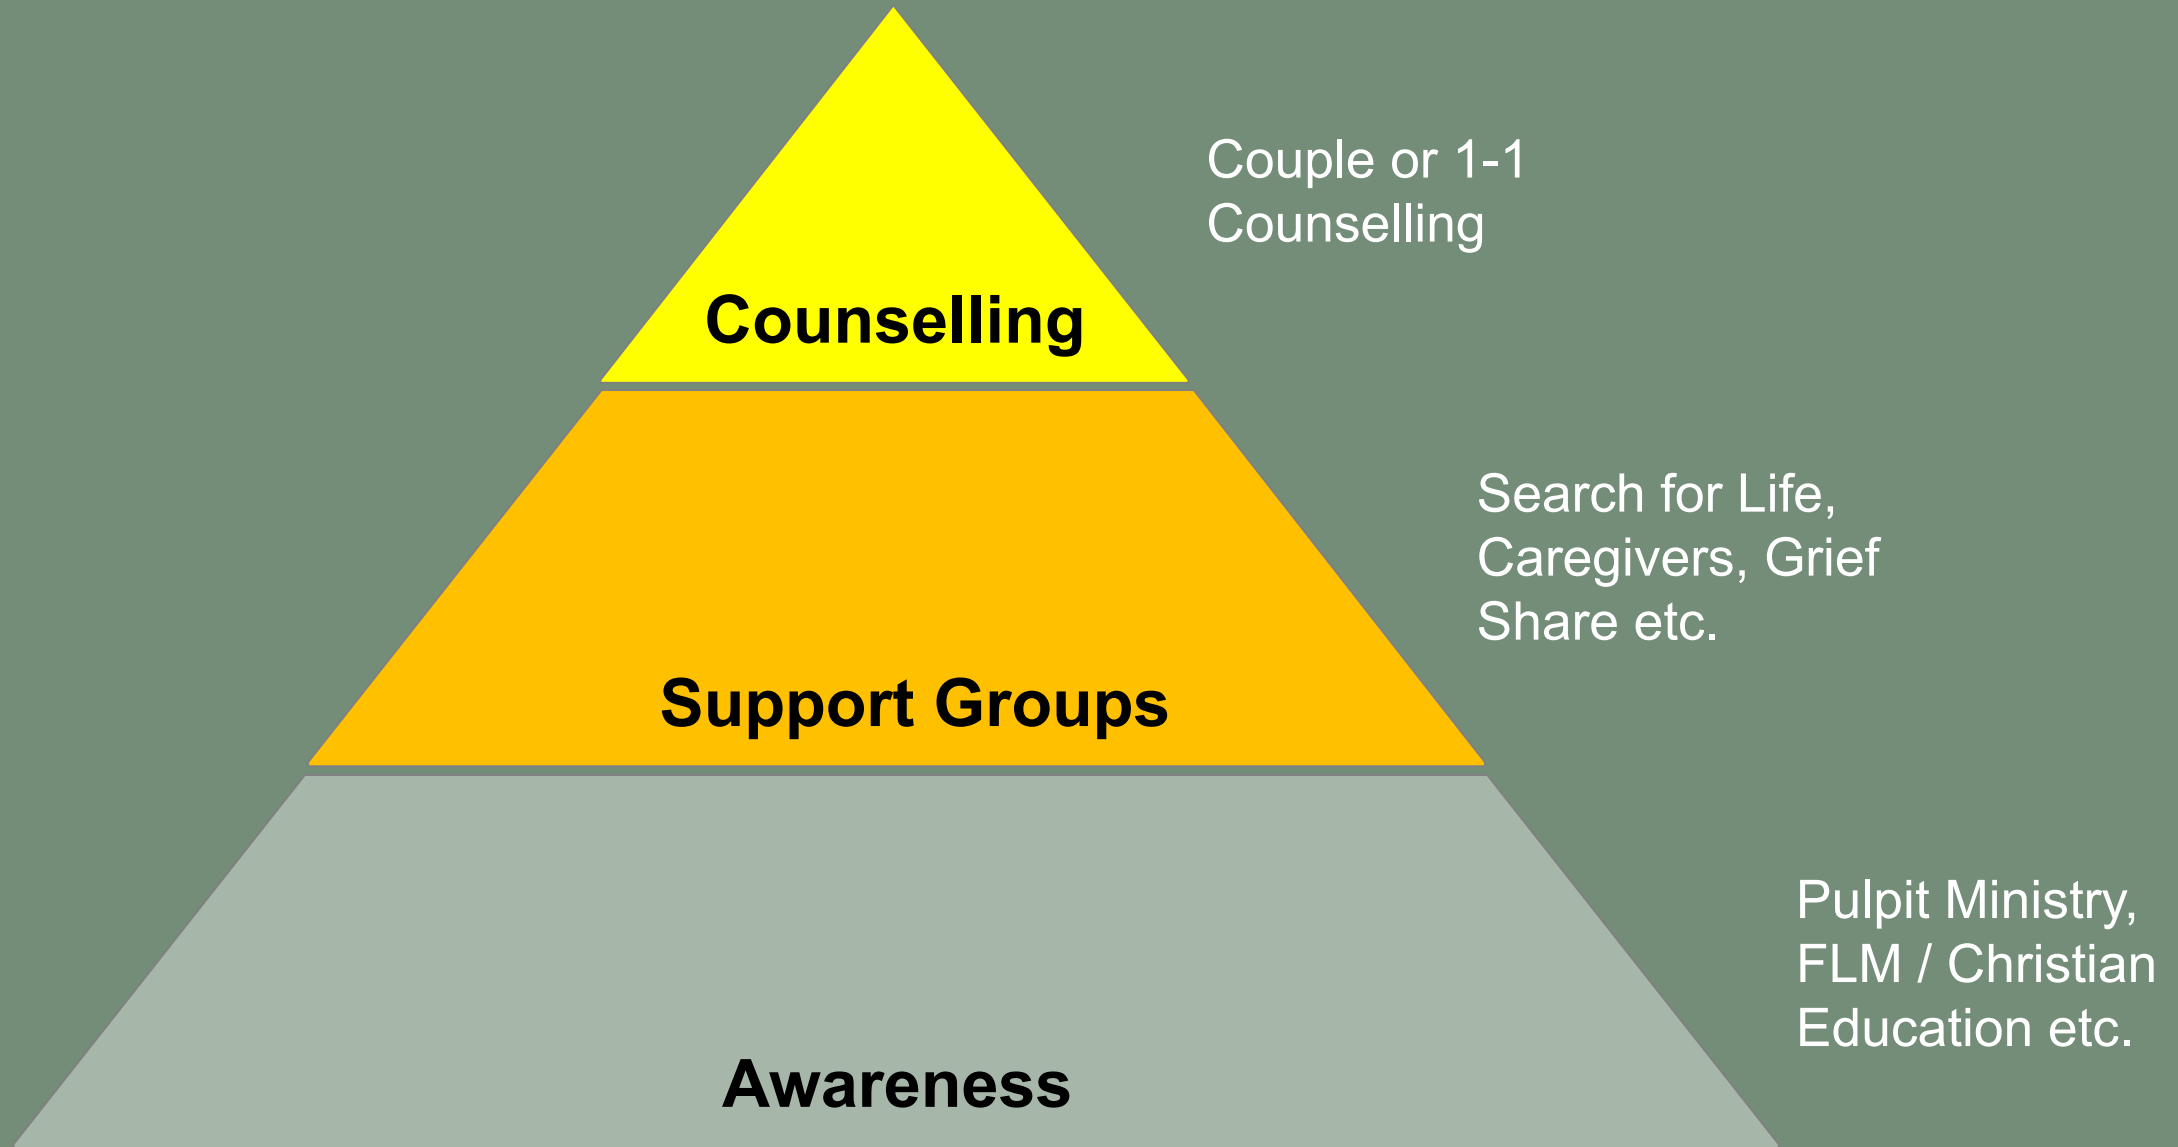 Couple or 1-1
Counselling
Counselling
Search for Life,
Caregivers, Grief
Share etc.
Support Groups
Pulpit Ministry,
FLM / Christian
Education etc.
Awareness